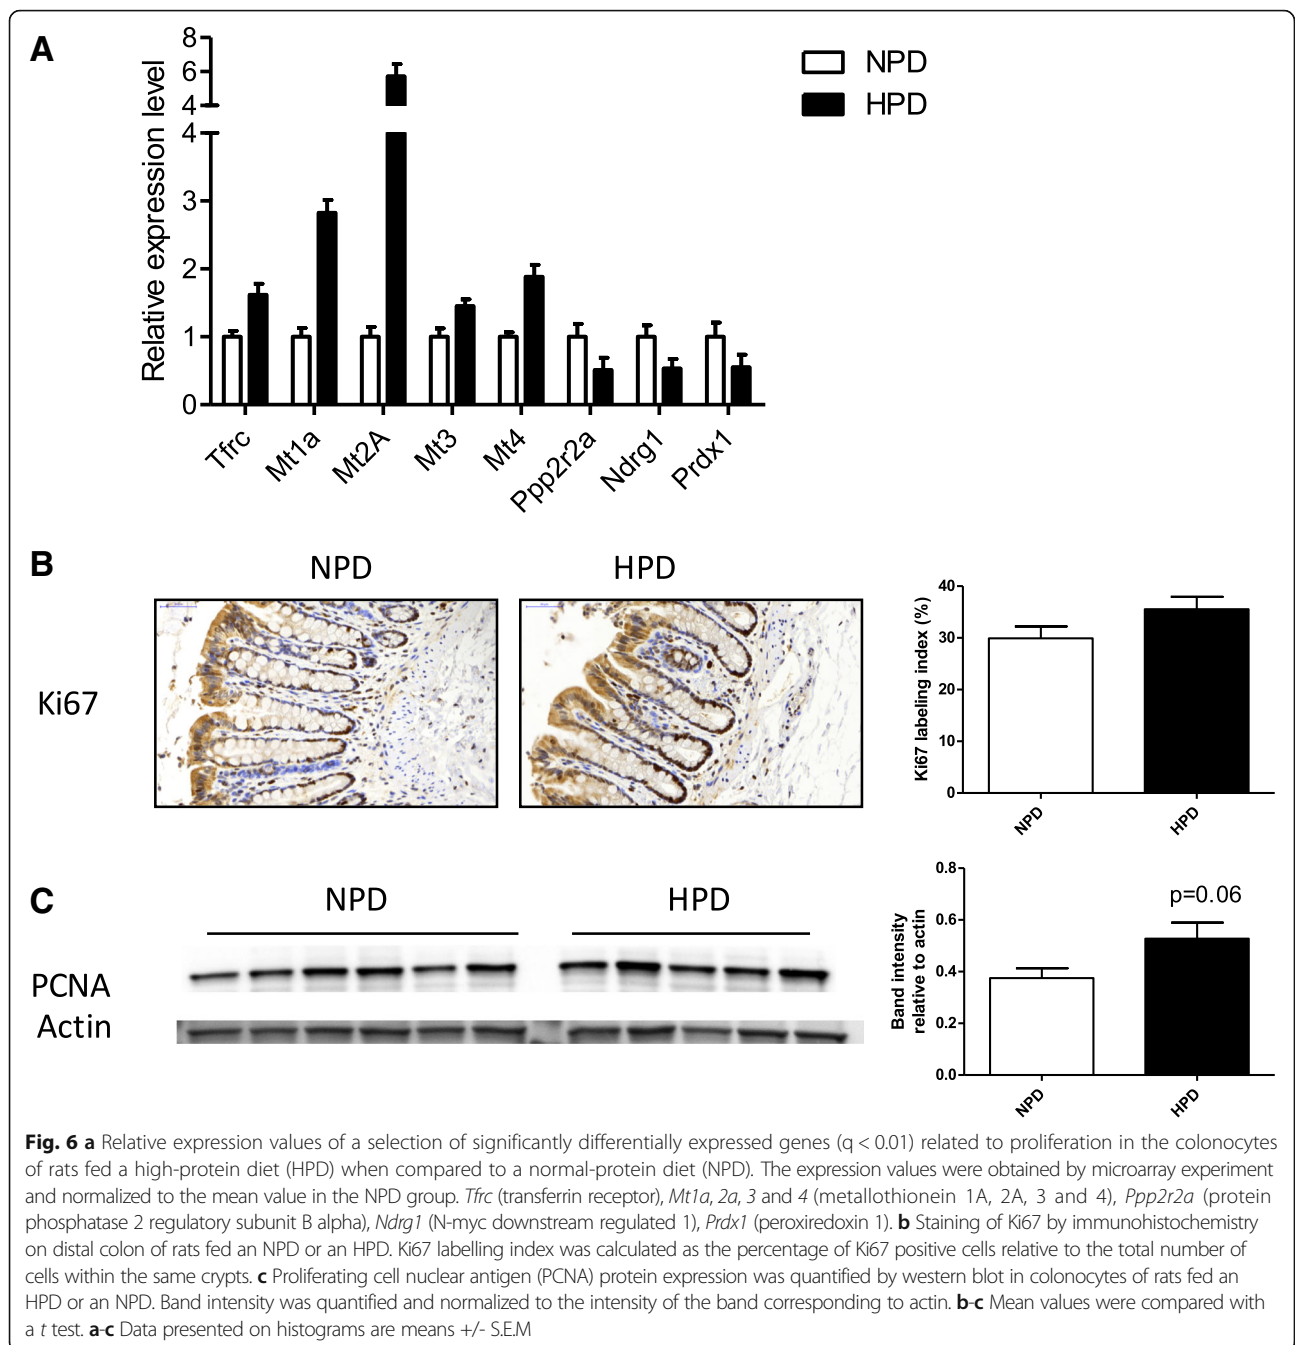 A
Relative expression level
8
6
4
4
3
2
1
0
NPD
HPD
Tfrc
Mt1a
Mt2A
Mt3
Mt4
Ppp2r2a
Ndrg1
Prdx1
B
NPD
HPD
Ki67
Ki67 labeling index (%)
40
30
20
10
0
NPD
HPD
C
NPD
HPD
PCNA
Actin
Band intensity
relative to actin
0.8
0.6
0.4
0.2
0.0
p=0.06
NPD
HPD
Fig. 6 a Relative expression values of a selection of significantly differentially expressed genes (q < 0.01) related to proliferation in the colonocytes
of rats fed a high-protein diet (HPD) when compared to a normal-protein diet (NPD). The expression values were obtained by microarray experiment
and normalized to the mean value in the NPD group. Tfrc (transferrin receptor), Mt1a, 2a, 3 and 4 (metallothionein 1A, 2A, 3 and 4), Ppp2r2a (protein
phosphatase 2 regulatory subunit B alpha), Ndrg1 (N-myc downstream regulated 1), Prdx1 (peroxiredoxin 1). b Staining of Ki67 by immunohistochemistry
on distal colon of rats fed an NPD or an HPD. Ki67 labelling index was calculated as the percentage of Ki67 positive cells relative to the total number of
cells within the same crypts. c Proliferating cell nuclear antigen (PCNA) protein expression was quantified by western blot in colonocytes of rats fed an
HPD or an NPD. Band intensity was quantified and normalized to the intensity of the band corresponding to actin. b-c Mean values were compared with
a t test. a-c Data presented on histograms are means +/- S.E.M